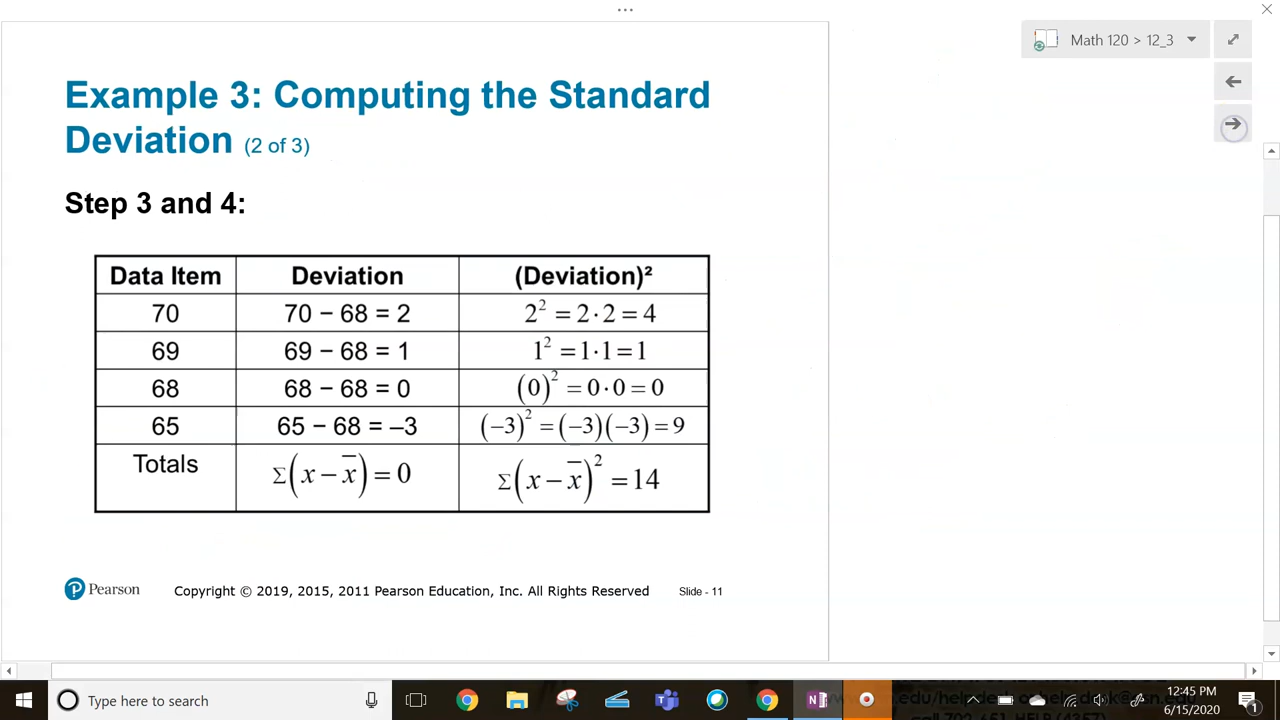 Math 120 > 12_3
Example 3: Computing the Standard
Deviation (2 of 3)
Step 3 and 4:
Data Item Deviation (Deviation)²
70 70 − 68 = 2 2² = 2 · 2 = 4
69 69 − 68 = 1 1² = 1 · 1 = 1
68 68 − 68 = 0 (0)² = 0 · 0 = 0
65 65 − 68 = –3 (−3)² = (−3)(−3) = 9
Totals Σ(x − x̅) = 0 Σ(x − x̅)² = 14
Pearson Copyright © 2019, 2015, 2011 Pearson Education, Inc. All Rights Reserved Slide - 11
Type here to search
12:45 PM
6/15/2020